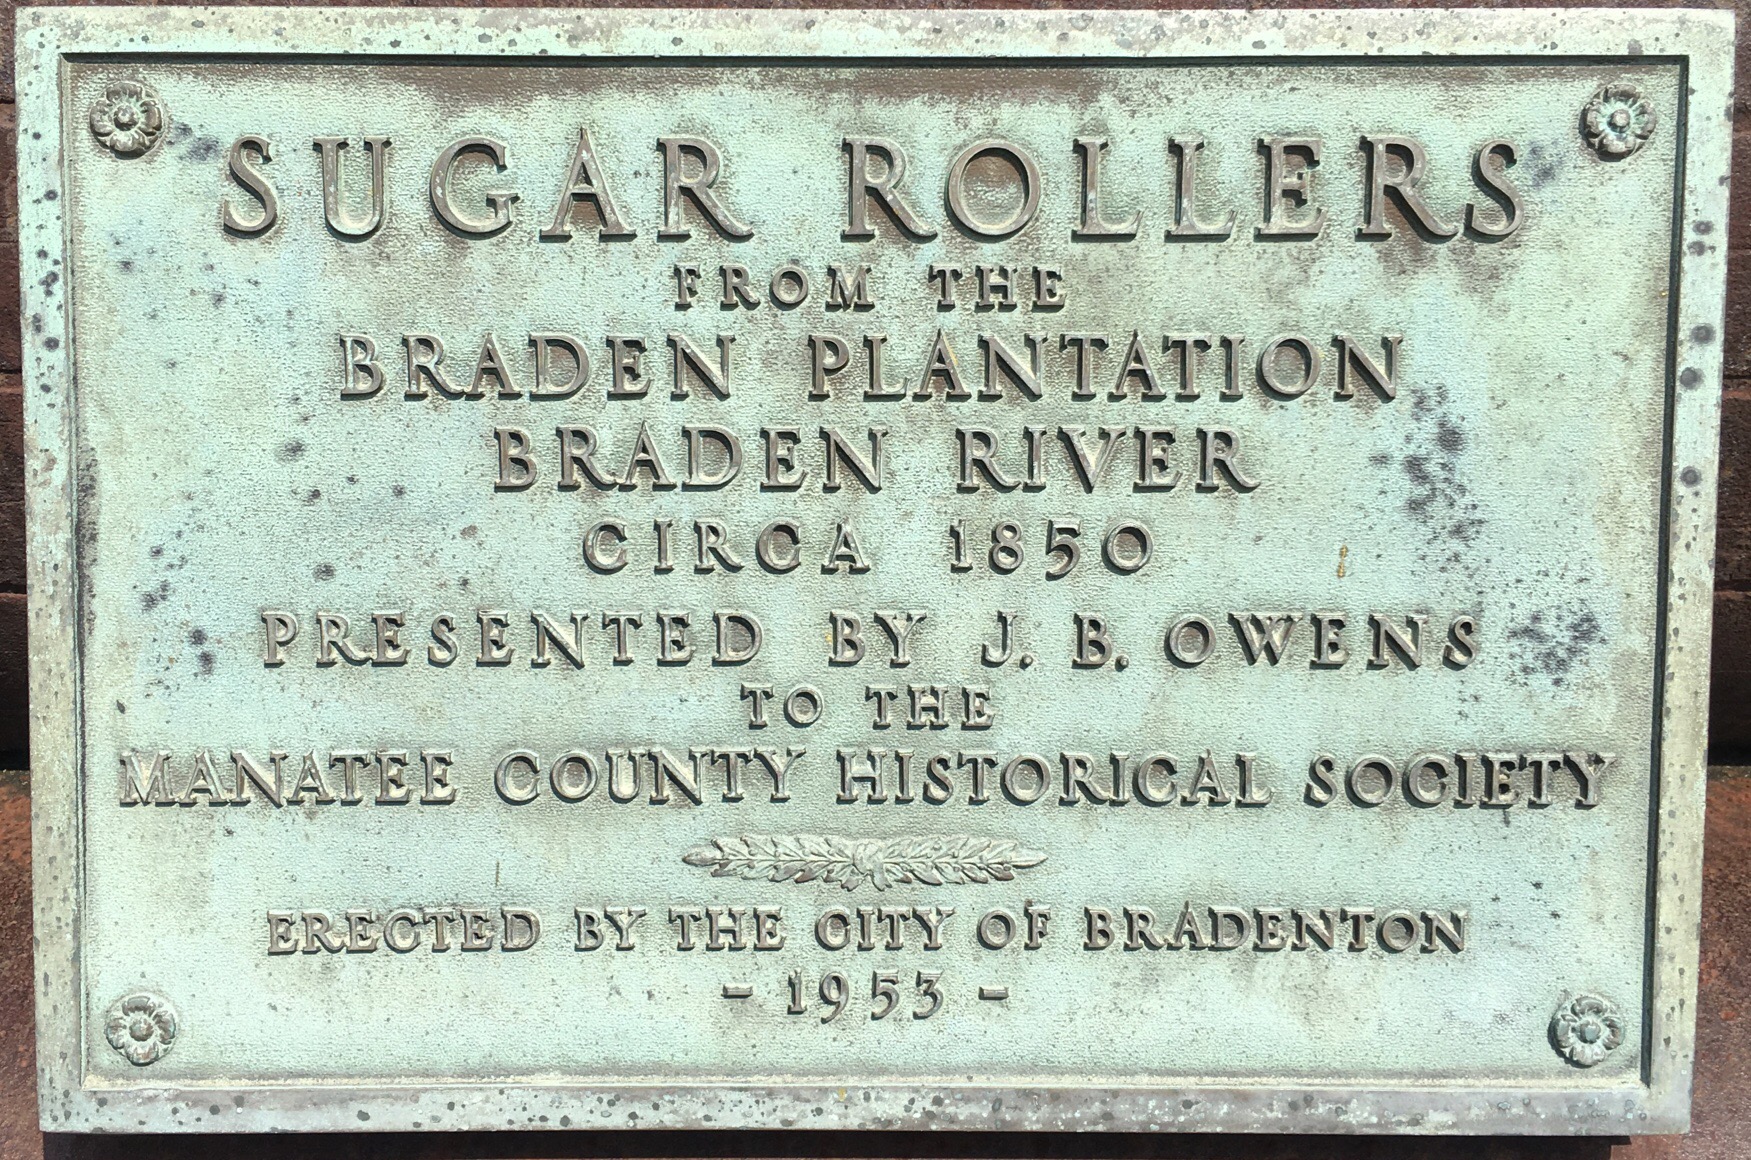 SUGAR ROLLERS
FROM THE
BRADEN PLANTATION
BRADEN RIVER
CIRCA 1850
PRESENTED BY J. B. OWENS
TO THE
MANATEE COUNTY HISTORICAL SOCIETY
ERECTED BY THE CITY OF BRADENTON
- 1953 -